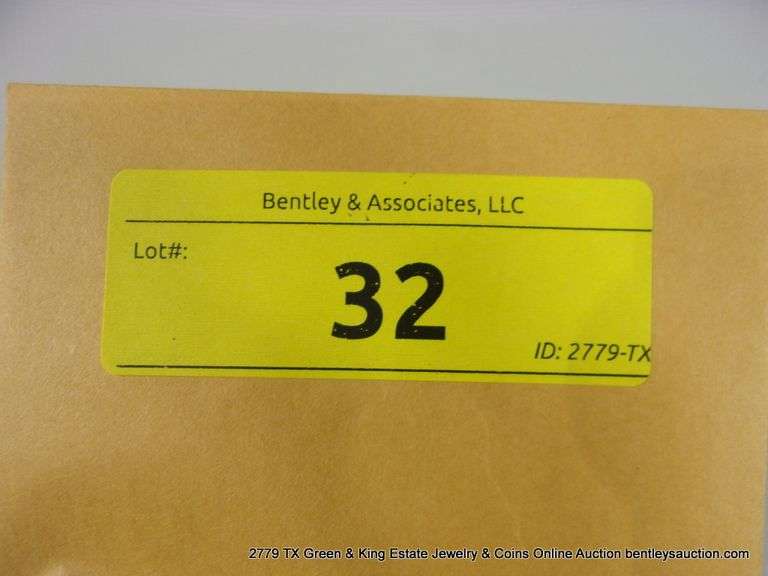 Bentley & Associates, LLC
Lot#:
32
ID: 2779-TX
2779 TX Green & King Estate Jewelry & Coins Online Auction bentleysauction.com